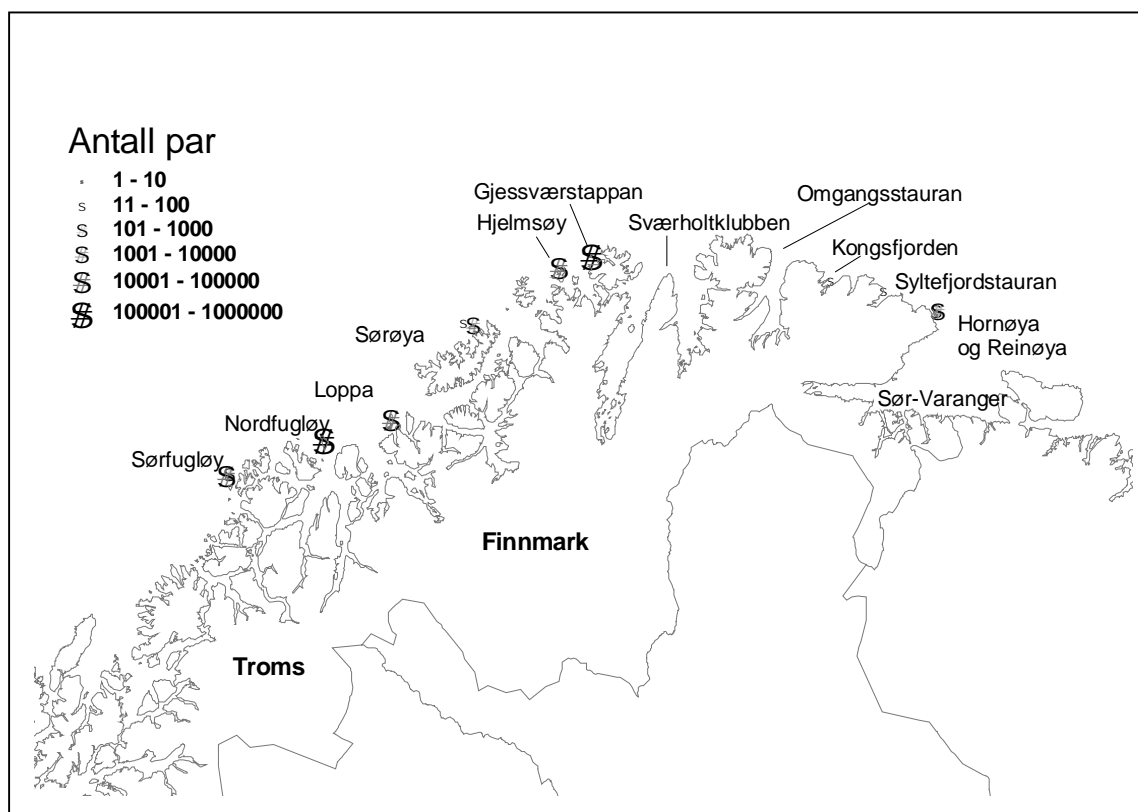 Antall par
s 1 - 10
s 11 - 100
S 101 - 1000
$ 1001 - 10000
$ 10001 - 100000
$ 100001 - 1000000
Gjessværstappan
Hjelmsøy
Sværholtklubben
Omgangsstauran
Kongsfjorden
Syltefjordstauran
Hornøya
og Reinøya
Sør-Varanger
Sørøya
Loppa
Nordfugløy
Sørfugløy
Finnmark
Troms